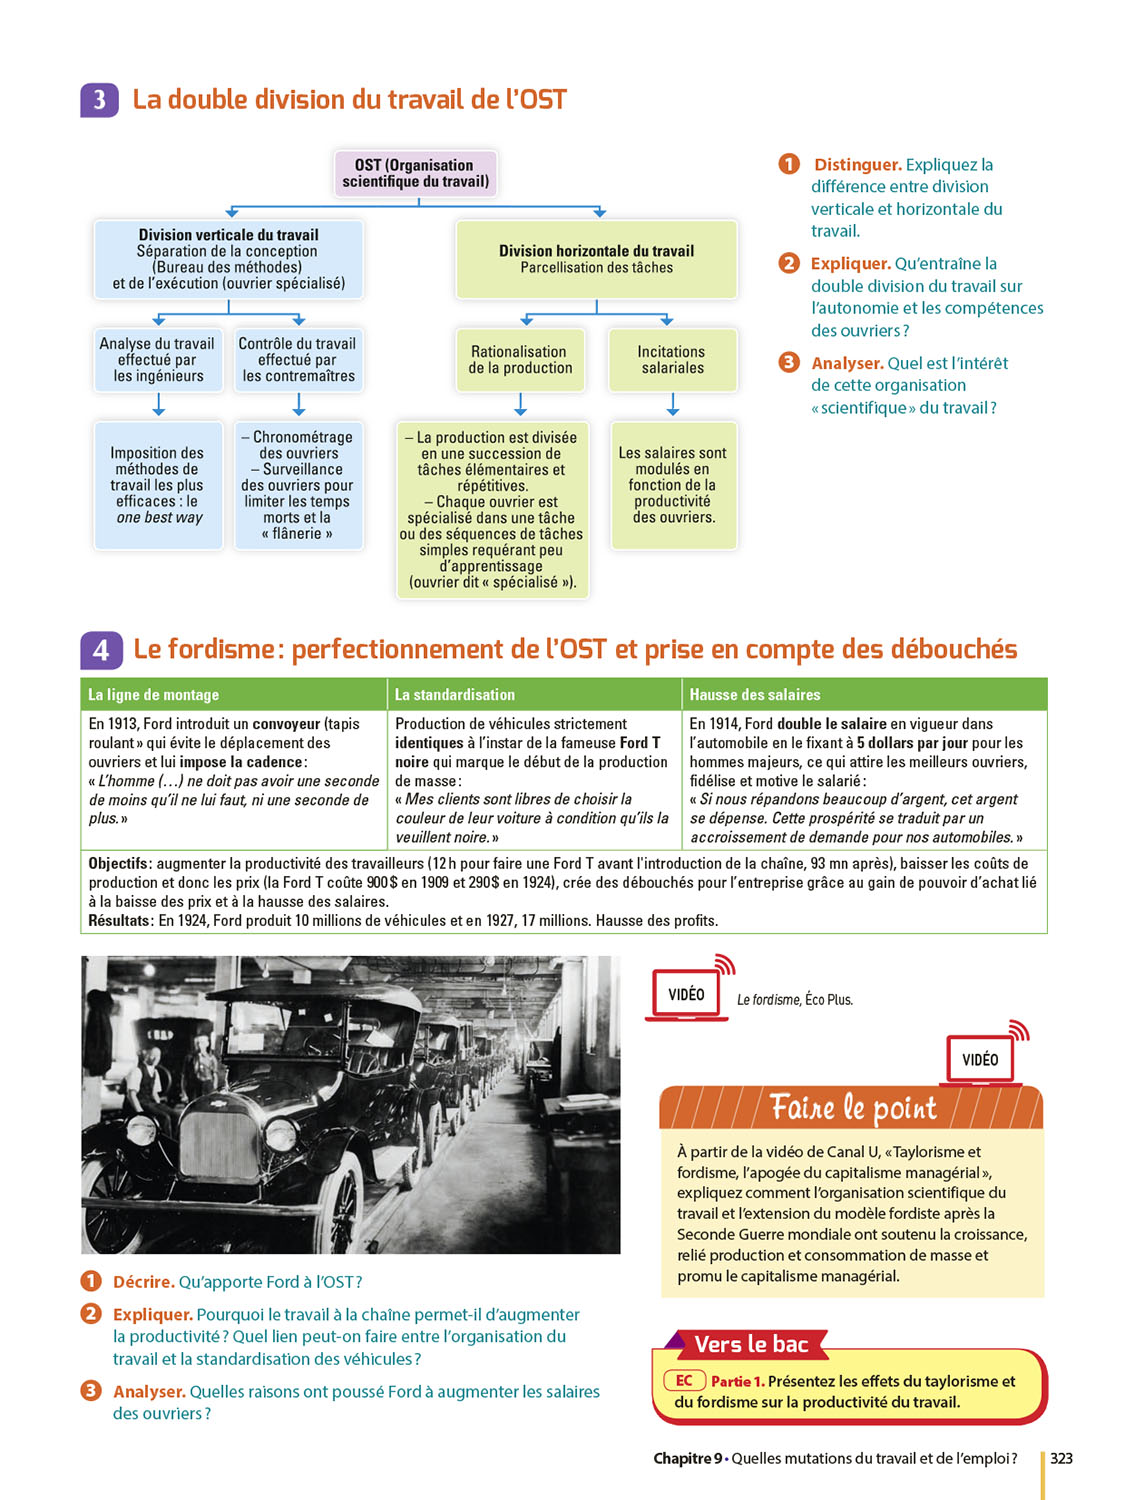 3 La double division du travail de l'OST
OST (Organisation
scientifique du travail)
Division verticale du travail
Séparation de la conception
(Bureau des méthodes)
et de l'exécution (ouvrier spécialisé)
Division horizontale du travail
Parcellisation des tâches
Analyse du travail
effectué par
les ingénieurs
Contrôle du travail
effectué par
les contremaîtres
Rationalisation
de la production
Incitations
salariales
Imposition des
méthodes de
travail les plus
efficaces : le
one best way
– Chronométrage
des ouvriers
– Surveillance
des ouvriers pour
limiter les temps
morts et la
« flânerie »
– La production est divisée
en une succession de
tâches élémentaires et
répétitives.
– Chaque ouvrier est
spécialisé dans une tâche
ou des séquences de tâches
simples requérant peu
d'apprentissage
(ouvrier dit « spécialisé »).
Les salaires sont
modulés en
fonction de la
productivité
des ouvriers.
1 Distinguer. Expliquez la
différence entre division
verticale et horizontale du
travail.
2 Expliquer. Qu'entraîne la
double division du travail sur
l'autonomie et les compétences
des ouvriers ?
3 Analyser. Quel est l'intérêt
de cette organisation
« scientifique » du travail ?
4 Le fordisme : perfectionnement de l'OST et prise en compte des débouchés
La ligne de montage
En 1913, Ford introduit un convoyeur (tapis
roulant » qui évite le déplacement des
ouvriers et lui impose la cadence :
« L'homme (…) ne doit pas avoir une seconde
de moins qu'il ne lui faut, ni une seconde de
plus. »
La standardisation
Production de véhicules strictement
identiques à l'instar de la fameuse Ford T
noire qui marque le début de la production
de masse :
« Mes clients sont libres de choisir la
couleur de leur voiture à condition qu'ils la
veuillent noire. »
Hausse des salaires
En 1914, Ford double le salaire en vigueur dans
l'automobile en le fixant à 5 dollars par jour pour les
hommes majeurs, ce qui attire les meilleurs ouvriers,
fidélise et motive le salarié :
« Si nous répandons beaucoup d'argent, cet argent
se dépense. Cette prospérité se traduit par un
accroissement de demande pour nos automobiles. »
Objectifs : augmenter la productivité des travailleurs (12 h pour faire une Ford T avant l'introduction de la chaîne, 93 mn après), baisser les coûts de
production et donc les prix (la Ford T coûte 900 $ en 1909 et 290 $ en 1924), crée des débouchés pour l'entreprise grâce au gain de pouvoir d'achat lié
à la baisse des prix et à la hausse des salaires.
Résultats : En 1924, Ford produit 10 millions de véhicules et en 1927, 17 millions. Hausse des profits.
VIDÉO
Le fordisme, Éco Plus.
VIDÉO
Faire le point
À partir de la vidéo de Canal U, « Taylorisme et
fordisme, l'apogée du capitalisme managérial »,
expliquez comment l'organisation scientifique du
travail et l'extension du modèle fordiste après la
Seconde Guerre mondiale ont soutenu la croissance,
relié production et consommation de masse et
promu le capitalisme managérial.
1 Décrire. Qu'apporte Ford à l'OST ?
2 Expliquer. Pourquoi le travail à la chaîne permet-il d'augmenter
la productivité ? Quel lien peut-on faire entre l'organisation du
travail et la standardisation des véhicules ?
3 Analyser. Quelles raisons ont poussé Ford à augmenter les salaires
des ouvriers ?
Vers le bac
EC Partie 1. Présentez les effets du taylorisme et
du fordisme sur la productivité du travail.
Chapitre 9 • Quelles mutations du travail et de l'emploi ? 323